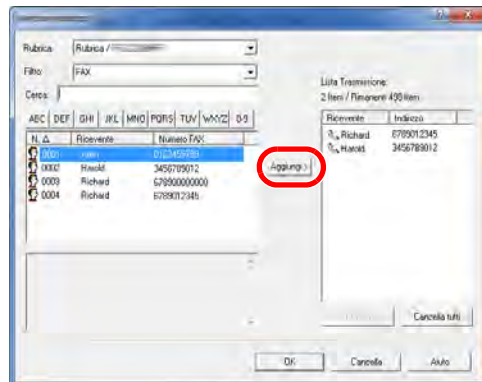 Rubrica: Rubrica /
Filtro: FAX
Cerca:
ABC DEF GHI JKL MNO PQRS TUV WXYZ 0-9
N. Δ Ricevente Numero FAX
0001
0002 Harold 3456789012
0003 Richard 678900000000
0004 Richard 6789012345
Aggiungi >
Lista Trasmissione:
2 Item / Rimanenti 498 Item
Ricevente Indirizzo
Richard 6789012345
Harold 3456789012
Cancella tutti
OK Cancella Aiuto